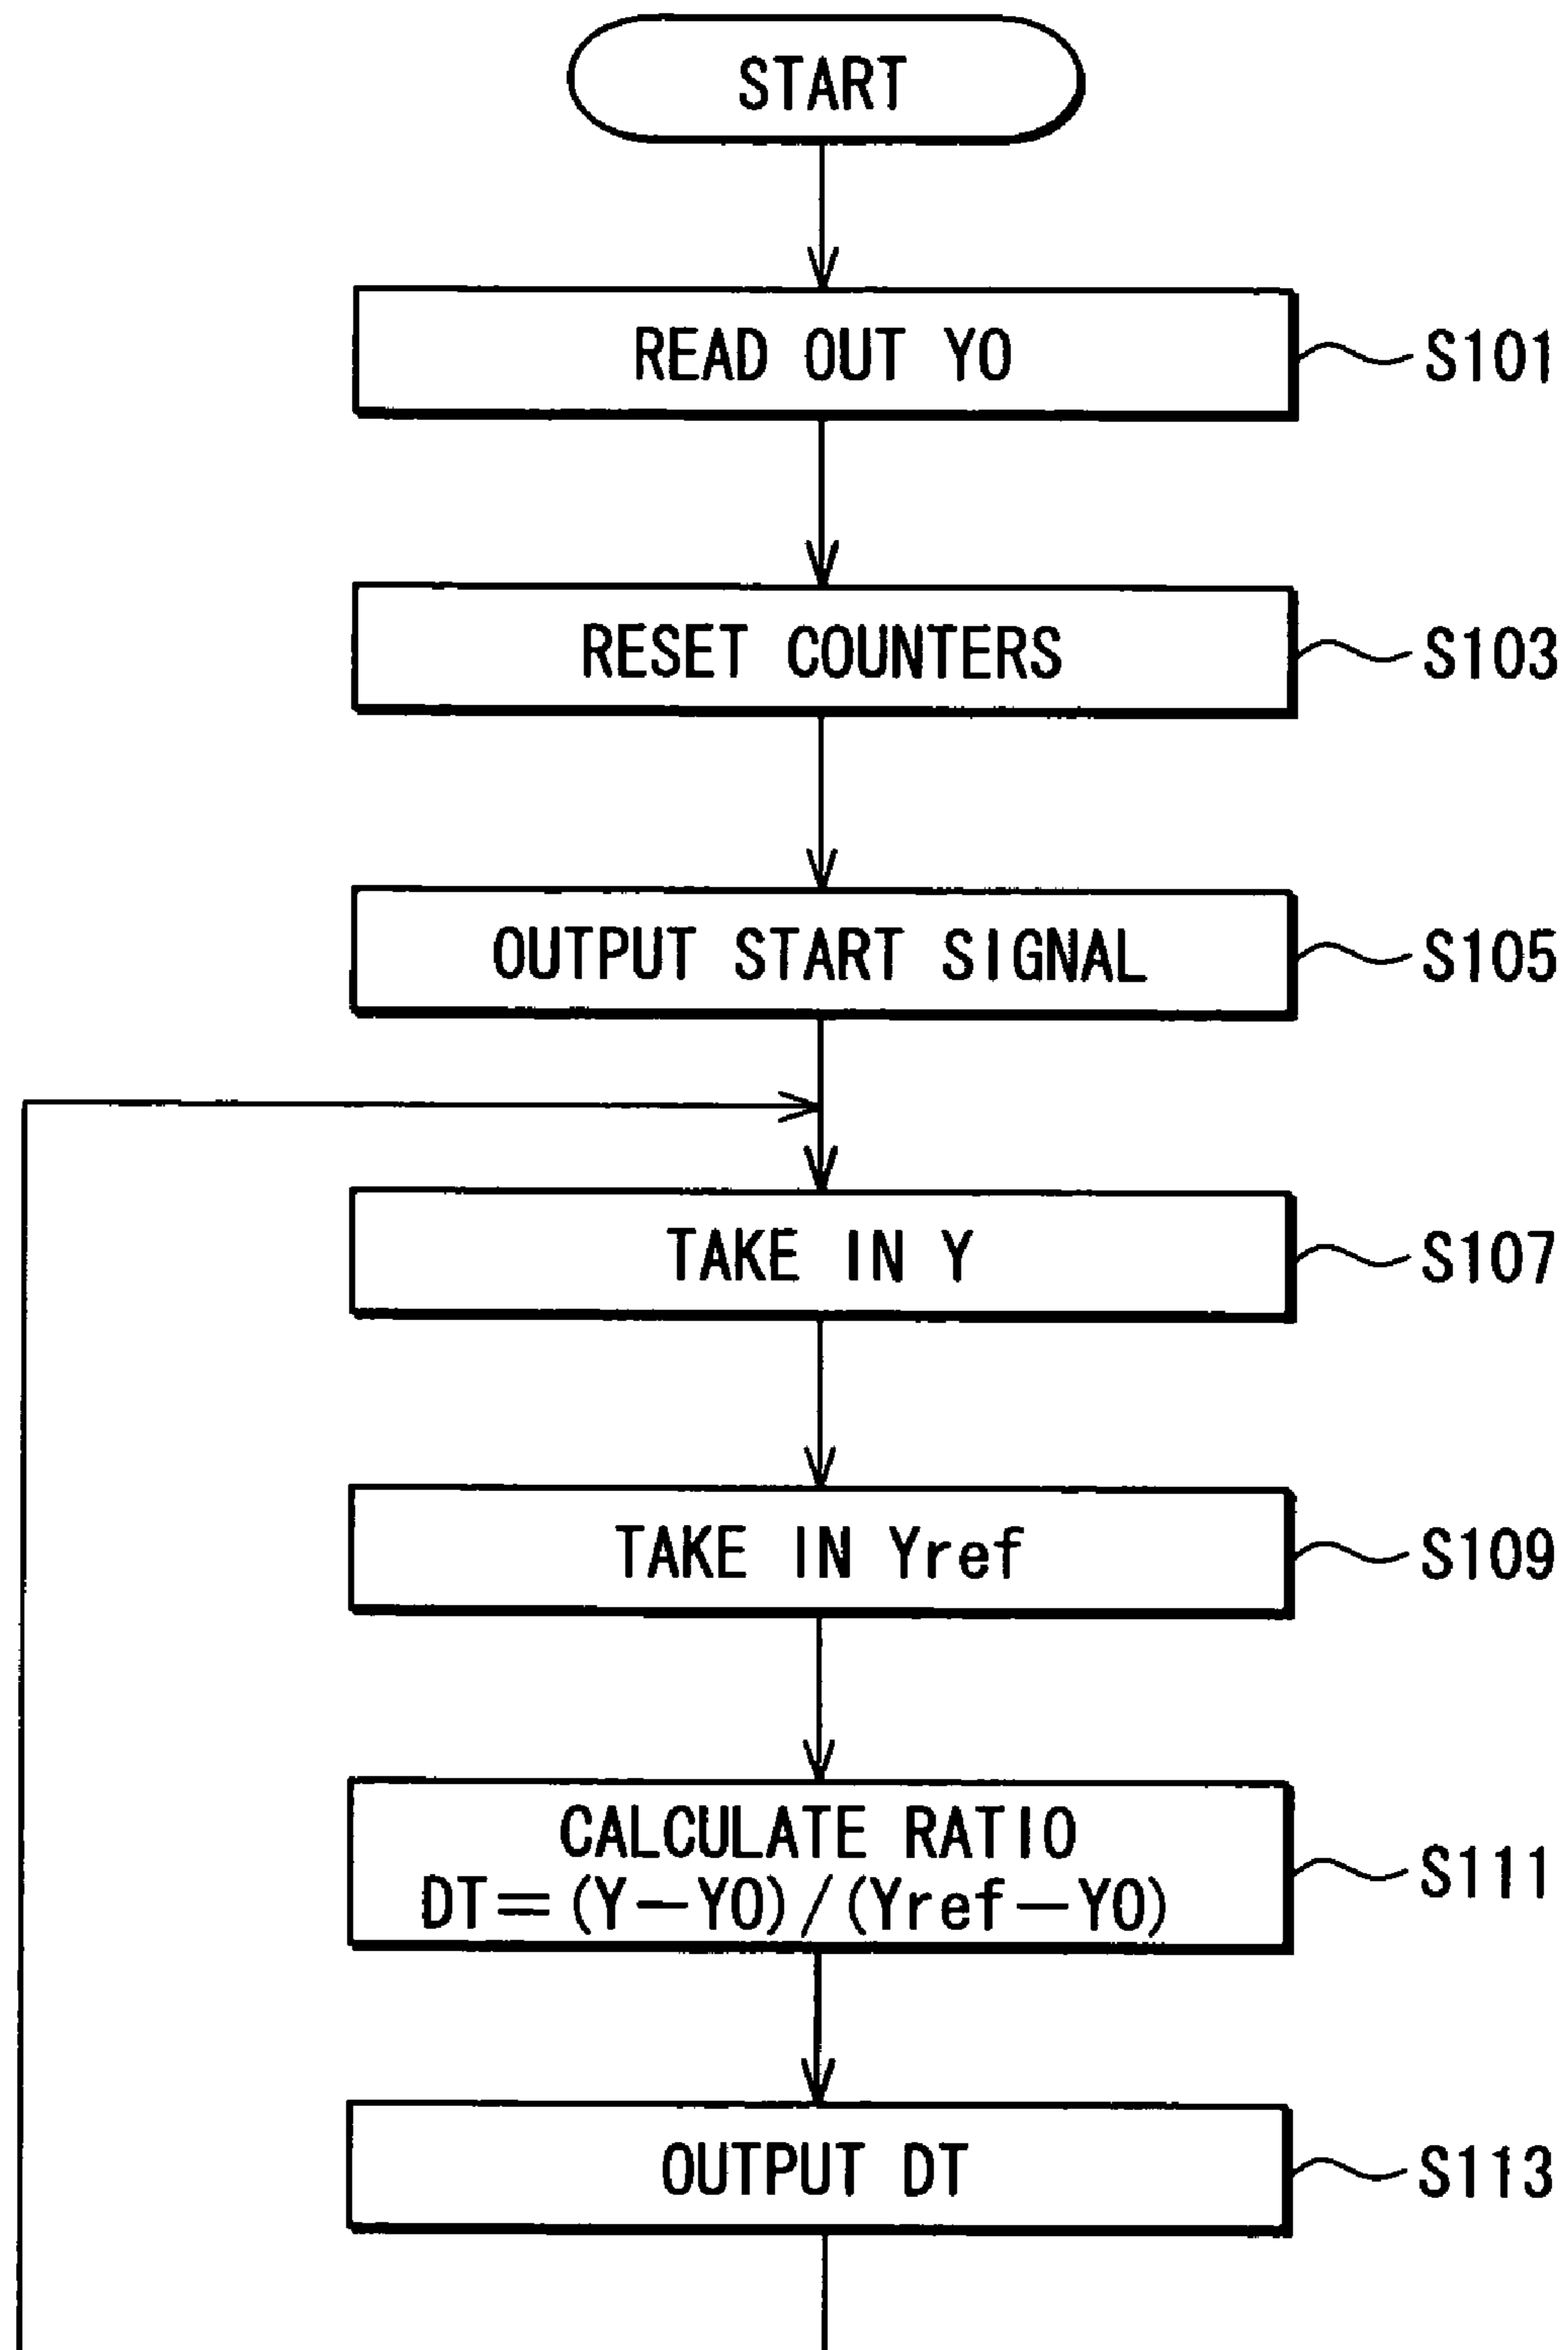 START
READ OUT Y0
S101
RESET COUNTERS
S103
OUTPUT START SIGNAL
S105
TAKE IN Y
S107
TAKE IN Yref
S109
CALCULATE RATIO
DT=(Y-Y0)/(Yref-Y0)
S111
OUTPUT DT
S113